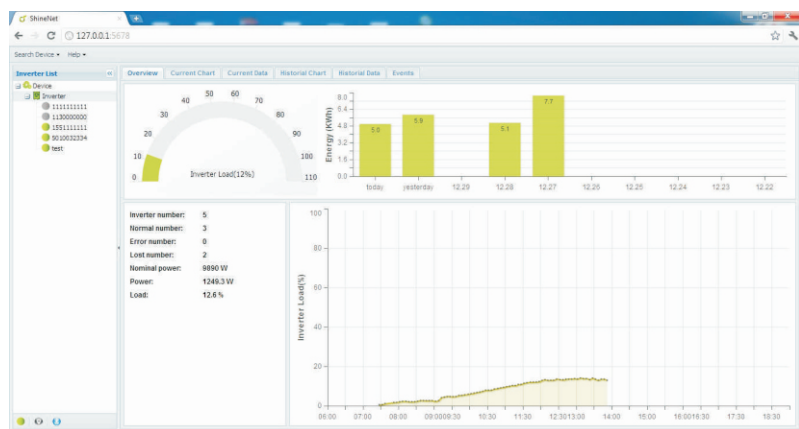 ShineNet
127.0.0.1:5678
Search Device Help
Inverter List
Device
Inverter
1111111111
1130000000
1551111111
5010032334
test
Overview Current Chart Current Data Historial Chart Historial Data Events
0 10 20 30 40 50 60 70 80 90 100 110
Inverter Load(12%)
Energy (KWh)
8.0
6.4
4.8
3.2
1.6
0.0
5.0 5.9 5.1 7.7
today yesterday 12.29 12.28 12.27 12.26 12.25 12.24 12.23 12.22
Inverter number: 5
Normal number: 3
Error number: 0
Lost number: 2
Nominal power: 9890 W
Power: 1249.3 W
Load: 12.6 %
Inverter Load(%)
100
80
60
40
20
0
06:00 07:00 08:00 09:0009:30 10:30 11:30 12:3013:00 14:00 15:00 16:0016:30 17:30 18:30